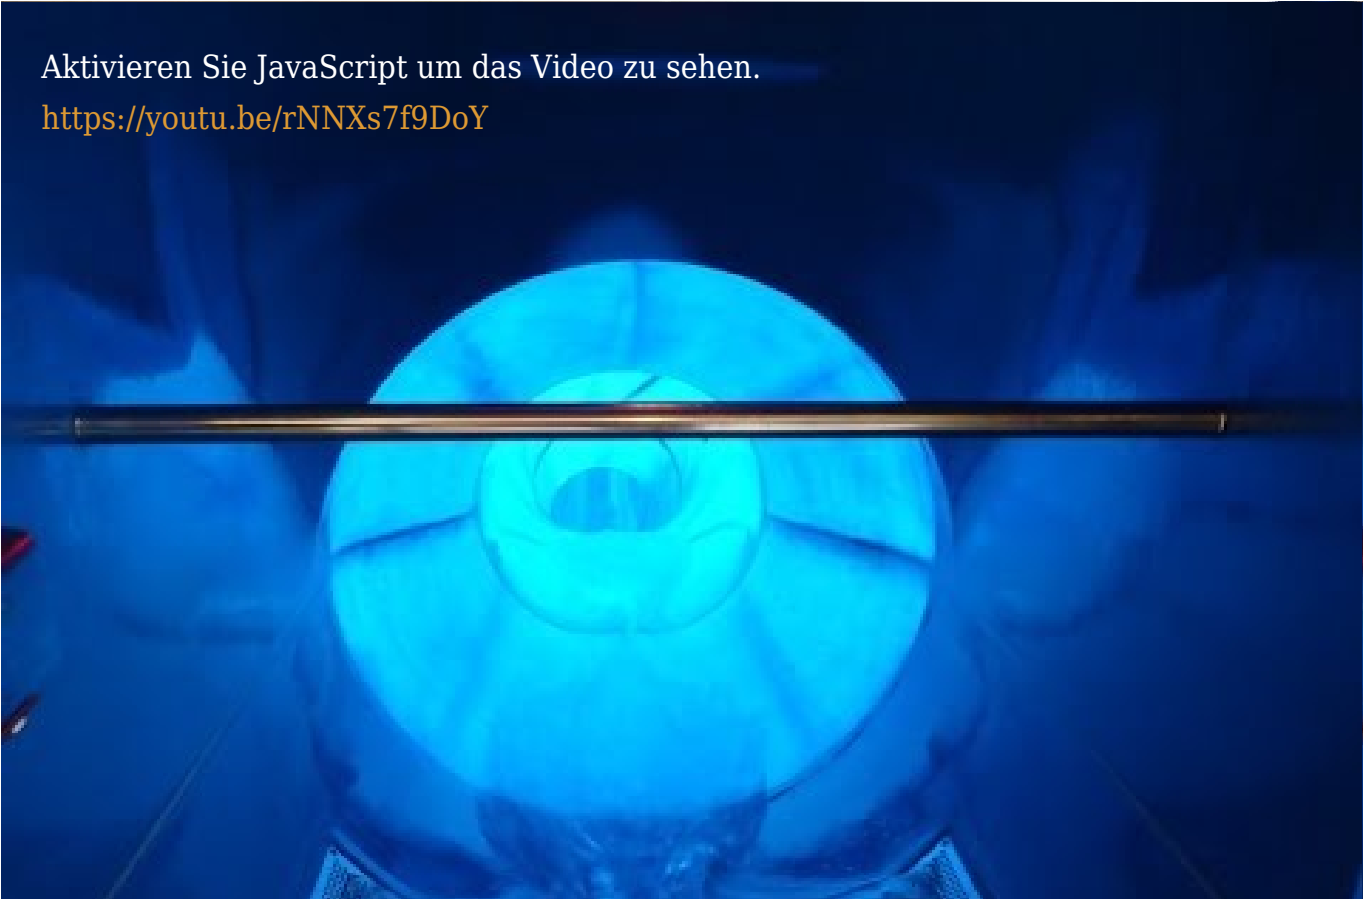 Aktivieren Sie JavaScript um das Video zu sehen.
https://youtu.be/rNNXs7f9DoY